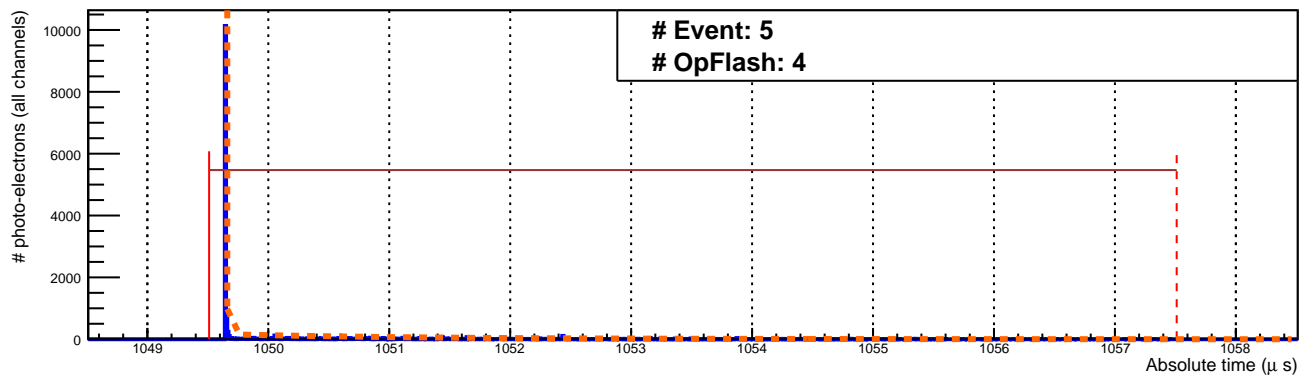 # Event: 5
# OpFlash: 4
# photo-electrons (all channels)
10000
8000
6000
4000
2000
0
1049 1050 1051 1052 1053 1054 1055 1056 1057 1058
Absolute time (μ s)